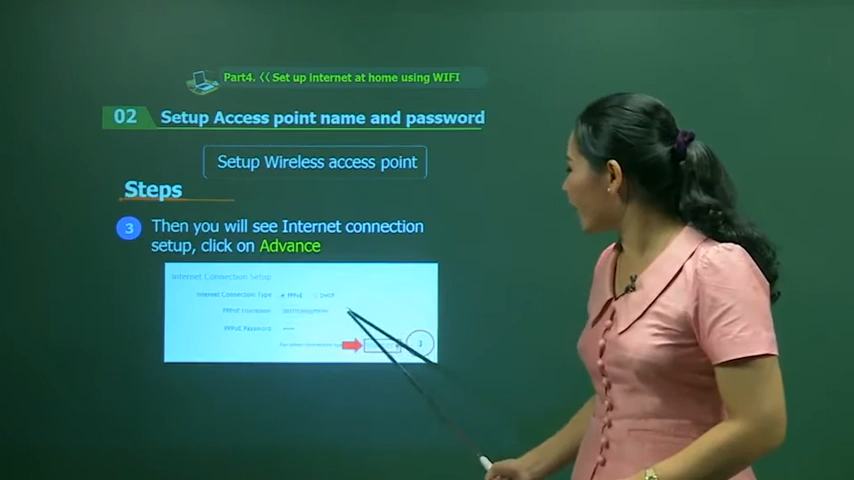 Part4. 《 Set up internet at home using WIFI
02 Setup Access point name and password
Setup Wireless access point
Steps
3 Then you will see Internet connection
setup, click on Advance
Internet Connection Setup
Internet Connection Type PPPoE DHCP
PPPoE Username
PPPoE Password
3